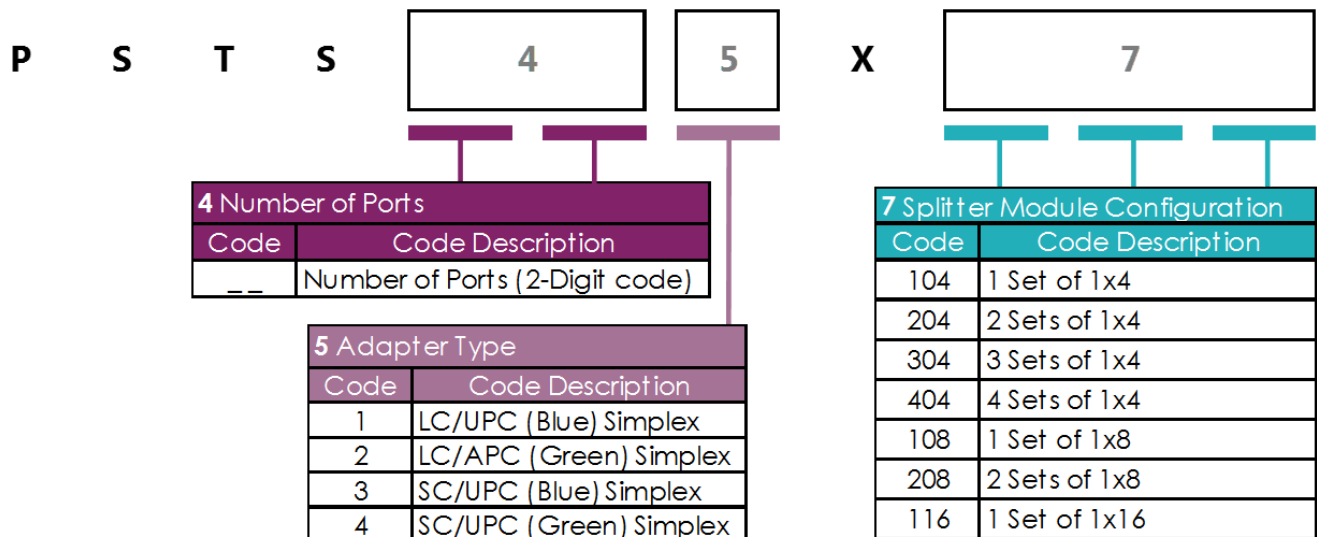 P S T S 4 5 X 7
4 Number of Ports
Code Code Description
_ _ Number of Ports (2-Digit code)
5 Adapter Type
Code Code Description
1 LC/UPC (Blue) Simplex
2 LC/APC (Green) Simplex
3 SC/UPC (Blue) Simplex
4 SC/UPC (Green) Simplex
7 Splitter Module Configuration
Code Code Description
104 1 Set of 1x4
204 2 Sets of 1x4
304 3 Sets of 1x4
404 4 Sets of 1x4
108 1 Set of 1x8
208 2 Sets of 1x8
116 1 Set of 1x16